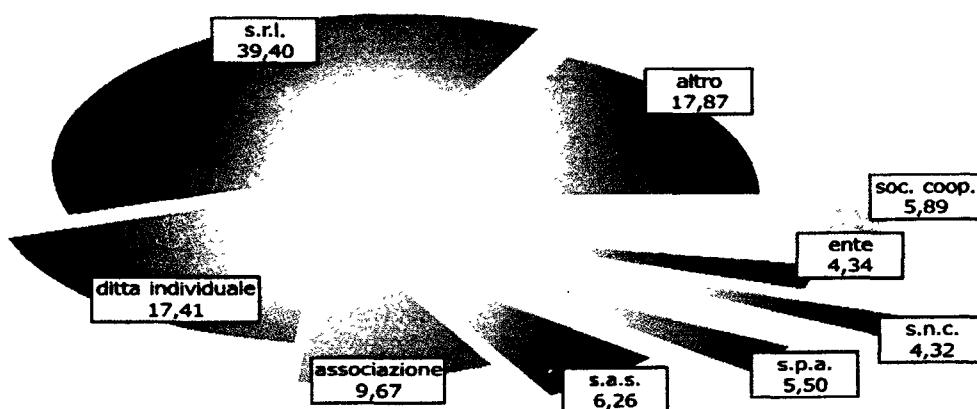 s.r.l.
39,40
altro
17,87
soc. coop.
5,89
ente
4,34
s.n.c.
4,32
s.p.a.
5,50
s.a.s.
6,26
associazione
9,67
ditta individuale
17,41